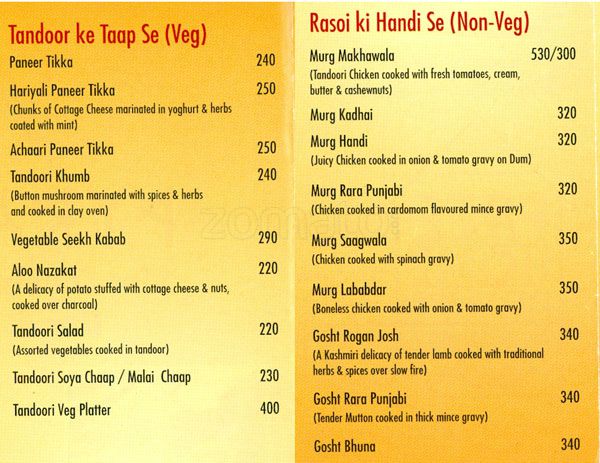 Tandoor ke Taap Se (Veg)
Paneer Tikka 240
Hariyali Paneer Tikka 250
(Chunks of Cottage Cheese marinated in yoghurt & herbs
coated with mint)
Achaari Paneer Tikka 250
Tandoori Khumb 240
(Button mushroom marinated with spices & herbs
and cooked in clay oven)
Vegetable Seekh Kabab 290
Aloo Nazakat 220
(A delicacy of potato stuffed with cottage cheese & nuts,
cooked over charcoal)
Tandoori Salad 220
(Assorted vegetables cooked in tandoor)
Tandoori Soya Chaap / Malai Chaap 230
Tandoori Veg Platter 400
Rasoi ki Handi Se (Non-Veg)
Murg Makhawala 530/300
(Tandoori Chicken cooked with fresh tomatoes, cream,
butter & cashewnuts)
Murg Kadhai 320
Murg Handi 320
(Juicy Chicken cooked in onion & tomato gravy on Dum)
Murg Rara Punjabi 320
(Chicken cooked in cardomom flavoured mince gravy)
Murg Saagwala 350
(Chicken cooked with spinach gravy)
Murg Lababdar 350
(Boneless chicken cooked with onion & tomato gravy)
Gosht Rogan Josh 340
(A Kashmiri delicacy of tender lamb cooked with traditional
herbs & spices over slow fire)
Gosht Rara Punjabi 340
(Tender Mutton cooked in thick mince gravy)
Gosht Bhuna 340